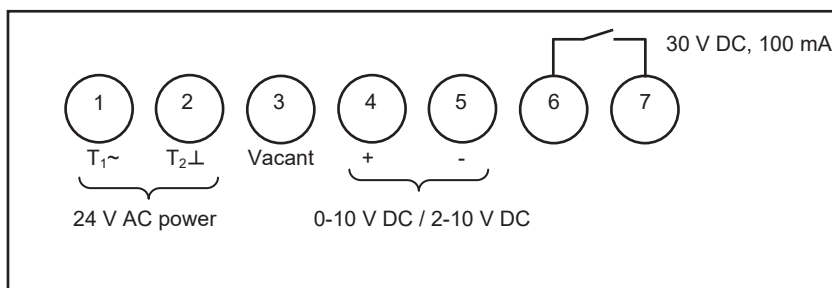 30 V DC, 100 mA
1 2 3 4 5 6 7
T₁~ T₂⊥ Vacant + -
24 V AC power 0-10 V DC / 2-10 V DC